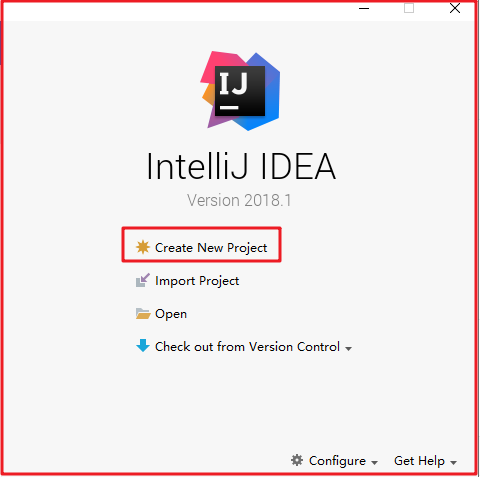 IJ
IntelliJ IDEA
Version 2018.1
Create New Project
Import Project
Open
Check out from Version Control
Configure Get Help